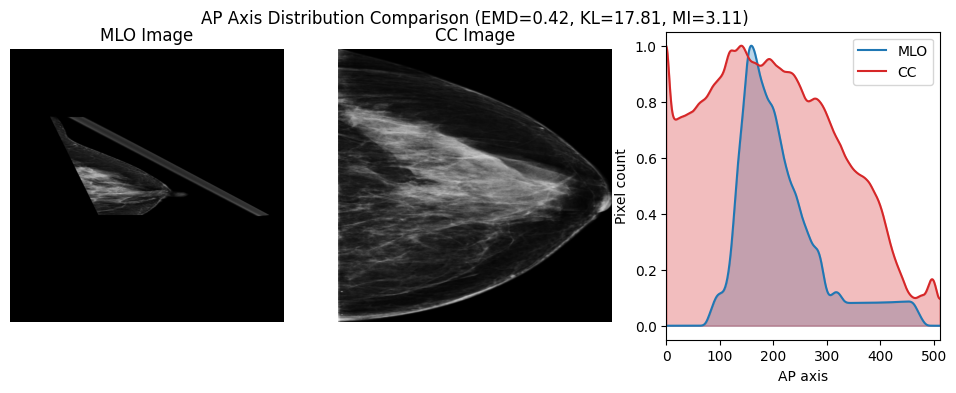 AP Axis Distribution Comparison (EMD=0.42, KL=17.81, MI=3.11)
MLO Image
CC Image
MLO
CC
Pixel count
1.0
0.8
0.6
0.4
0.2
0.0
0 100 200 300 400 500
AP axis